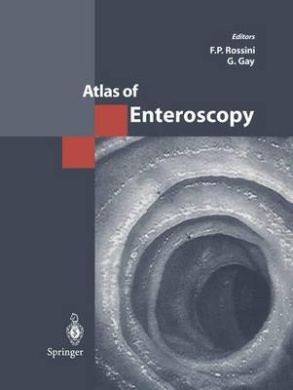 Editors
F.P. Rossini
G. Gay
Atlas of
Enteroscopy
Springer